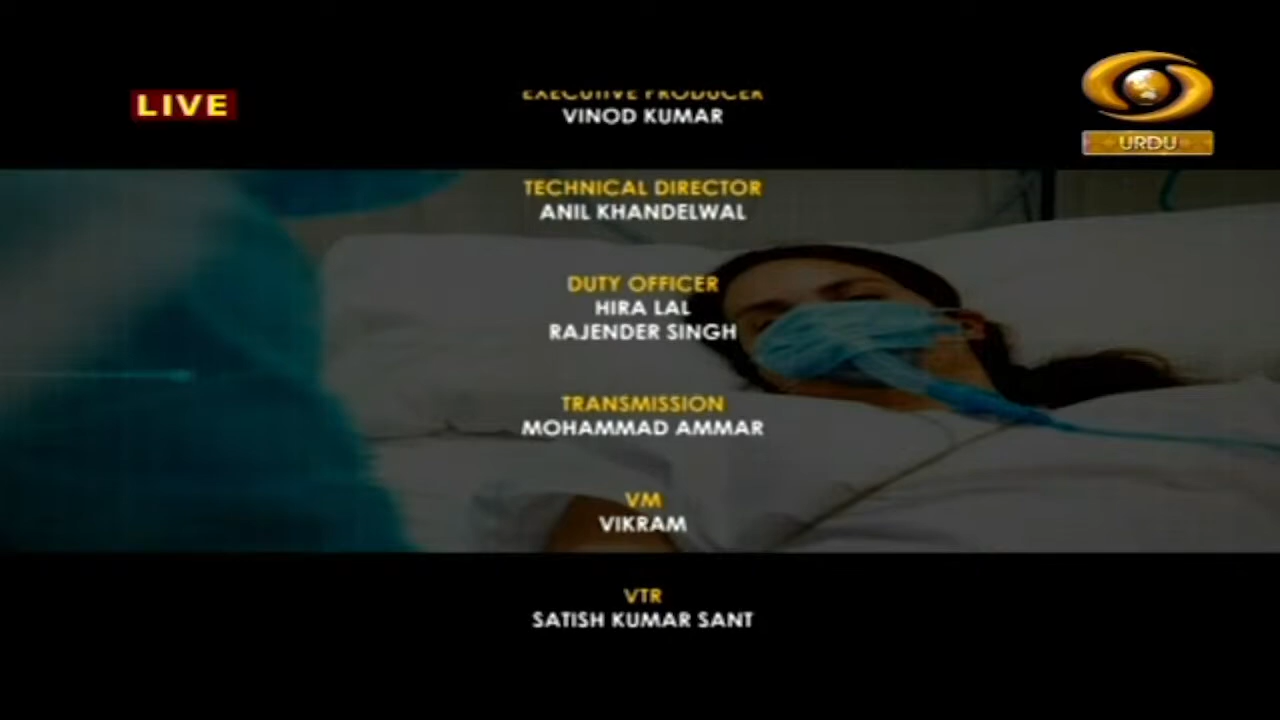 LIVE
EXECUTIVE PRODUCER
VINOD KUMAR
URDU
TECHNICAL DIRECTOR
ANIL KHANDELWAL
DUTY OFFICER
HIRA LAL
RAJENDER SINGH
TRANSMISSION
MOHAMMAD AMMAR
VM
VIKRAM
VTR
SATISH KUMAR SANT